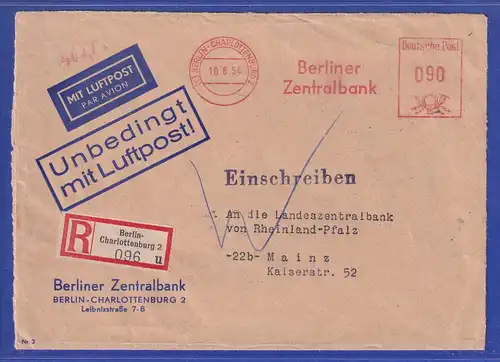 MIT LUFTPOST
PAR AVION
Unbedingt
mit Luftpost!
BERLIN-CHARLOTTENBURG 2
10.8.54
Berliner
Zentralbank
Deutsche Post
090
Einschreiben
An die Landeszentralbank
von Rheinland-Pfalz
-22b- Mainz
Kaiserstr. 52
R
Berlin-
Charlottenburg 2
096 u
Berliner Zentralbank
BERLIN-CHARLOTTENBURG 2
Leibnizstraße 7-8
Nr. 3